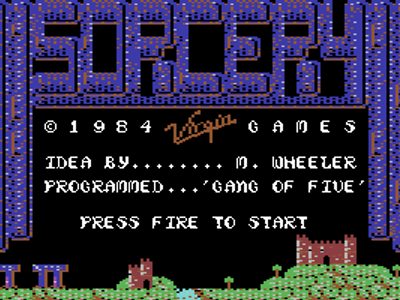 SORCERY
© 1984 Virgin GAMES
IDEA BY........ M. WHEELER
PROGRAMMED...'GANG OF FIVE'
PRESS FIRE TO START